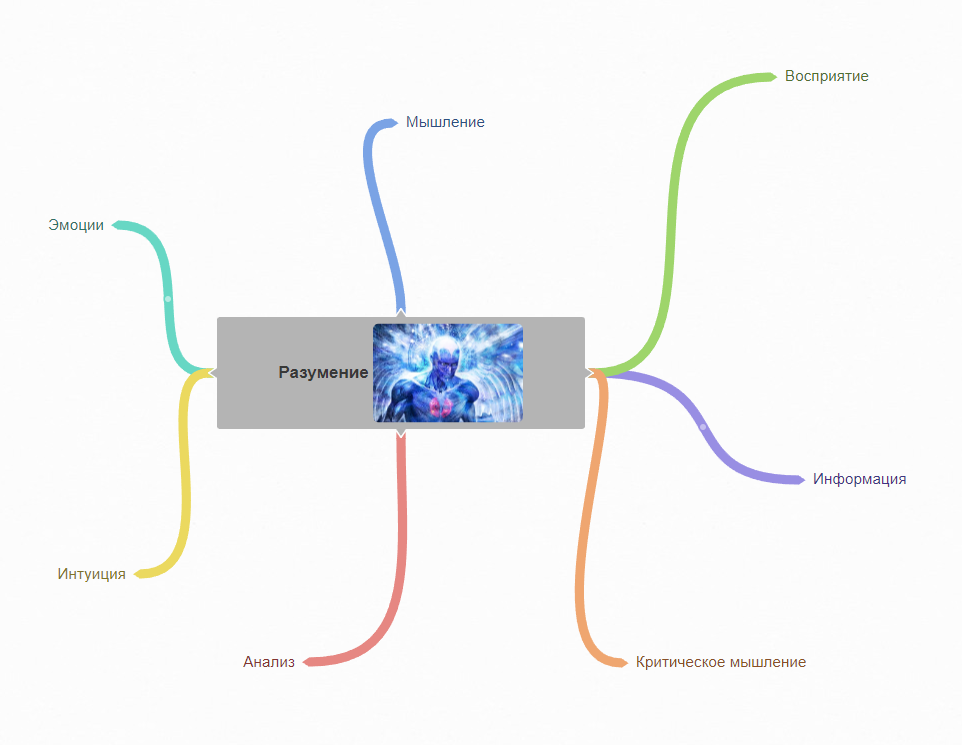 Восприятие
Мышление
Эмоции
Разумение
Информация
Интуиция
Анализ
Критическое мышление